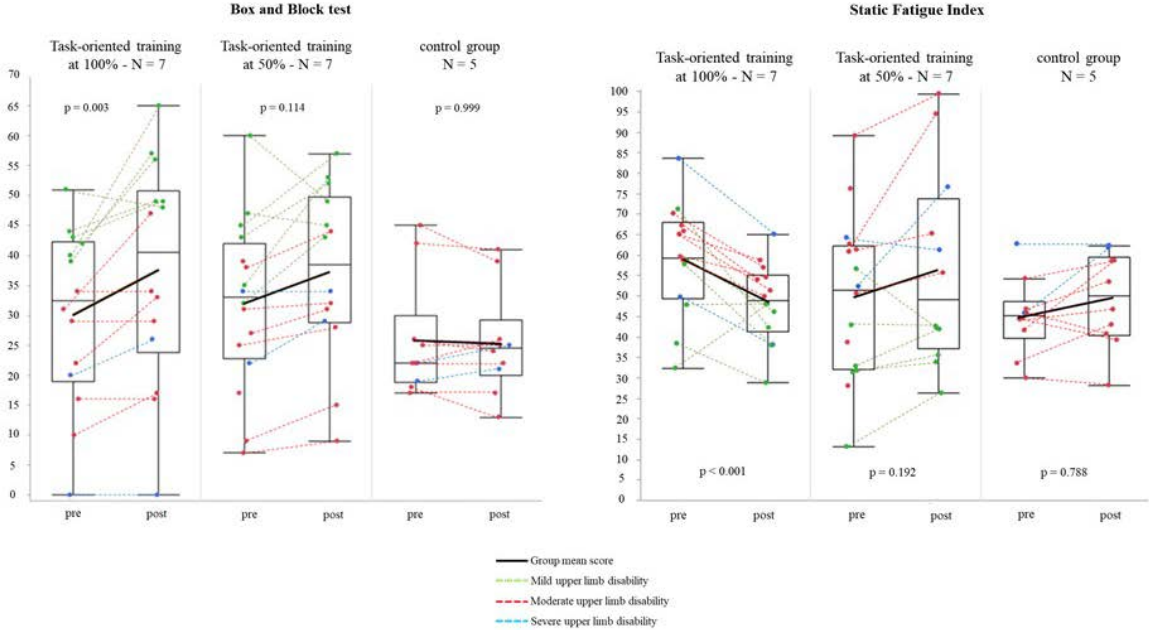 Box and Block test
Static Fatigue Index
Task-oriented training
at 100% - N = 7
Task-oriented training
at 50% - N = 7
control group
N = 5
70
65
60
55
50
45
40
35
30
25
20
15
10
5
0
p = 0.003
p = 0.114
p = 0.999
pre
post
pre
post
pre
post
Task-oriented training
at 100% - N = 7
Task-oriented training
at 50% - N = 7
control group
N = 5
100
95
90
85
80
75
70
65
60
55
50
45
40
35
30
25
20
15
10
5
0
p < 0.001
p = 0.192
p = 0.788
pre
post
pre
post
pre
post
Group mean score
Mild upper limb disability
Moderate upper limb disability
Severe upper limb disability